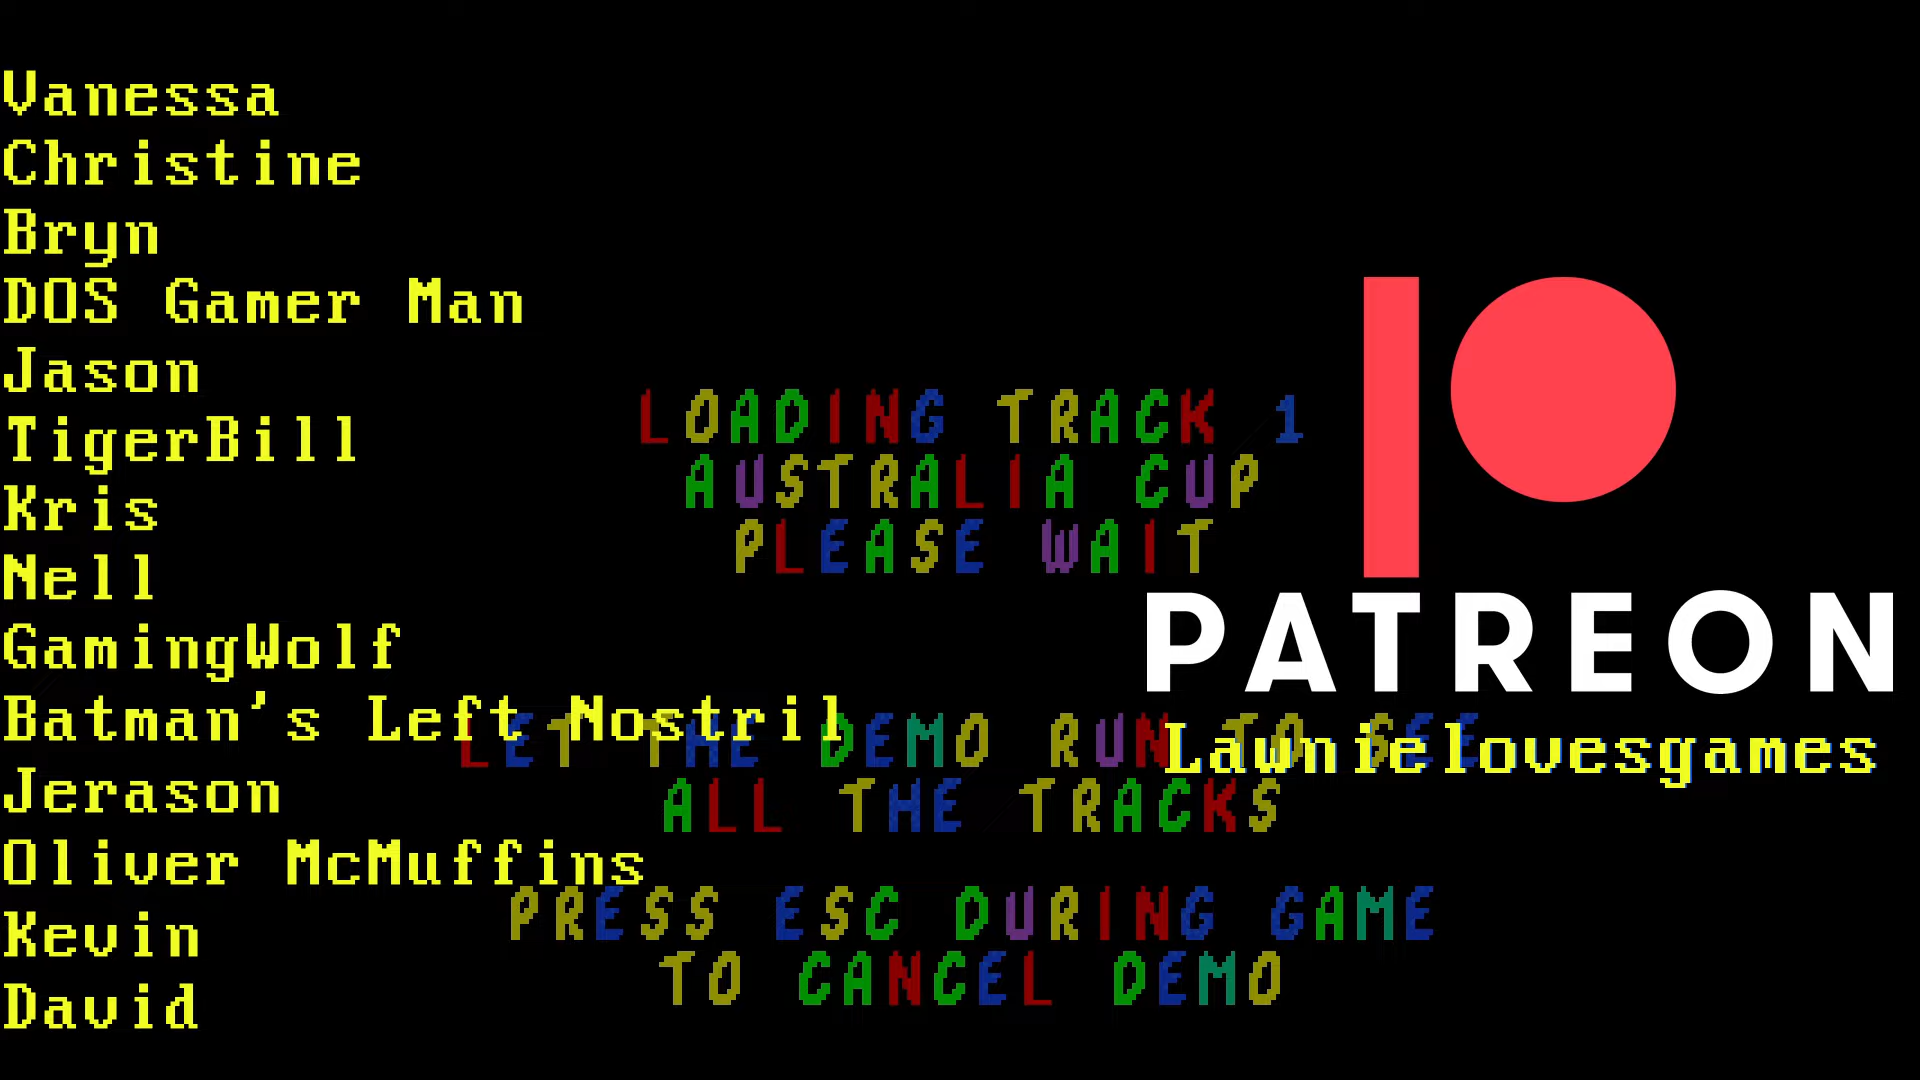 Vanessa
Christine
Bryn
DOS Gamer Man
Jason
TigerBill
Kris
Nell
GamingWolf
Batman's Left Nostril
Jerason
Oliver McMuffins
Kevin
David
LOADING TRACK 1
AUSTRALIA CUP
PLEASE WAIT
LET THE DEMO RUN TO SEE
ALL THE TRACKS
PRESS ESC DURING GAME
TO CANCEL DEMO
PATREON
Lawnielovesgames